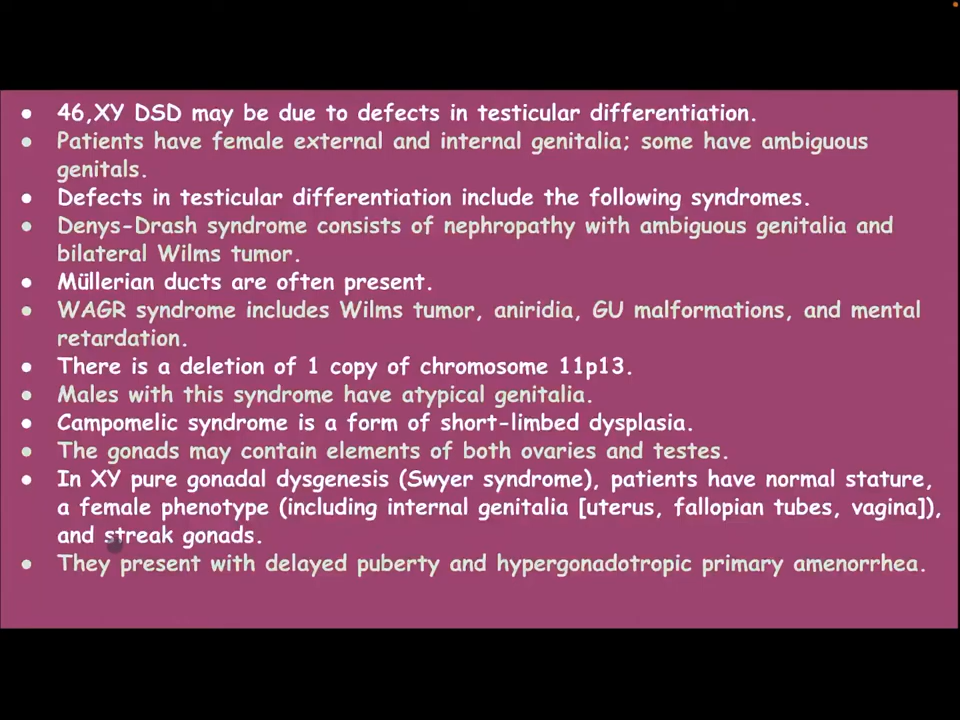 ● 46,XY DSD may be due to defects in testicular differentiation.
● Patients have female external and internal genitalia; some have ambiguous
genitals.
● Defects in testicular differentiation include the following syndromes.
● Denys-Drash syndrome consists of nephropathy with ambiguous genitalia and
bilateral Wilms tumor.
● Müllerian ducts are often present.
● WAGR syndrome includes Wilms tumor, aniridia, GU malformations, and mental
retardation.
● There is a deletion of 1 copy of chromosome 11p13.
● Males with this syndrome have atypical genitalia.
● Campomelic syndrome is a form of short-limbed dysplasia.
● The gonads may contain elements of both ovaries and testes.
● In XY pure gonadal dysgenesis (Swyer syndrome), patients have normal stature,
a female phenotype (including internal genitalia [uterus, fallopian tubes, vagina]),
and streak gonads.
● They present with delayed puberty and hypergonadotropic primary amenorrhea.